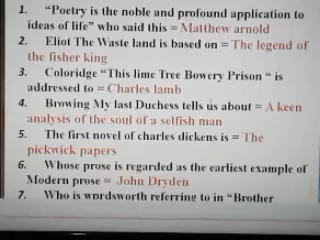 1. “Poetry is the noble and profound application to
ideas of life” who said this = Matthew arnold
2. Eliot The Waste land is based on = The legend of
the fisher king
3. Coloridge “This lime Tree Bowery Prison “ is
addressed to = Charles lamb
4. Browing My last Duchess tells us about = A keen
analysis of the soul of a selfish man
5. The first novel of charles dickens is = The
pickwick papers
6. Whose prose is regarded as the earliest example of
Modern prose = John Dryden
7. Who is wordsworth referring to in “Brother